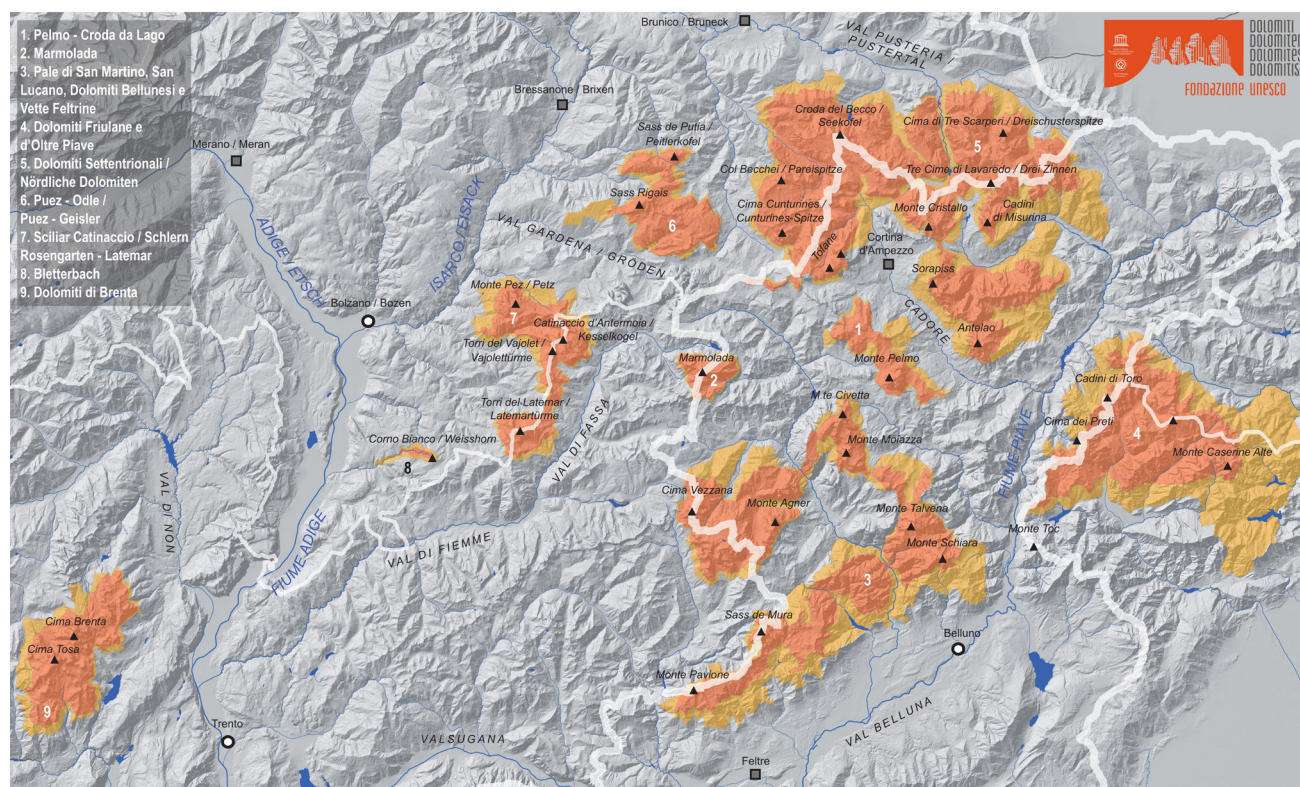 1. Pelmo - Croda da Lago
2. Marmolada
3. Pale di San Martino, San
Lucano, Dolomiti Bellunesi e
Vette Feltrine
4. Dolomiti Friulane e
d'Oltre Piave
5. Dolomiti Settentrionali /
Nördliche Dolomiten
6. Puez - Odle /
Puez - Geisler
7. Sciliar Catinaccio / Schlern
Rosengarten - Latemar
8. Bletterbach
9. Dolomiti di Brenta
DOLOMITI
DOLOMITEN
DOLOMITES
DOLOMITIS
FONDAZIONE UNESCO
Brunico / Bruneck
VAL PUSTERIA /
PUSTERTAL
Bressanone / Brixen
Merano / Meran
Sass de Putia /
Peitlerkofel
Croda del Becco /
Seekofel
Cima di Tre Scarperi / Dreischusterspitze
5
Col Becchei / Pareispitze
Tre Cime di Lavaredo / Drei Zinnen
Sass Rigais
6
Cima Cunturines /
Cunturines-Spitze
Monte Cristallo
Cadini
di Misurina
ADIGE / ETSCH
ISARCO / EISACK
VAL GARDENA / GRÖDEN
Tofane
Cortina
d'Ampezzo
Sorapiss
Monte Pez / Petz
7
Bolzano / Bozen
Catinaccio d'Antermoia /
Kesselkogel
Torri del Vajolet /
Vajolettürme
CADORE
1
Antelao
Marmolada
2
Monte Pelmo
Cadini di Toro
Torri del Latemar /
Latemartürme
M.te Civetta
Cima dei Preti
4
Corno Bianco / Weisshorn
8
VAL DI FASSA
Monte Moiazza
Monte Caserine Alte
VAL DI NON
FIUME PIAVE
Cima Vezzana
Monte Agner
Monte Talvena
Monte Toc
VAL DI FIEMME
Monte Schiara
FIUME ADIGE
3
Sass de Mura
Cima Brenta
Cima Tosa
Belluno
Monte Pavione
9
Trento
VALSUGANA
VAL BELLUNA
Feltre